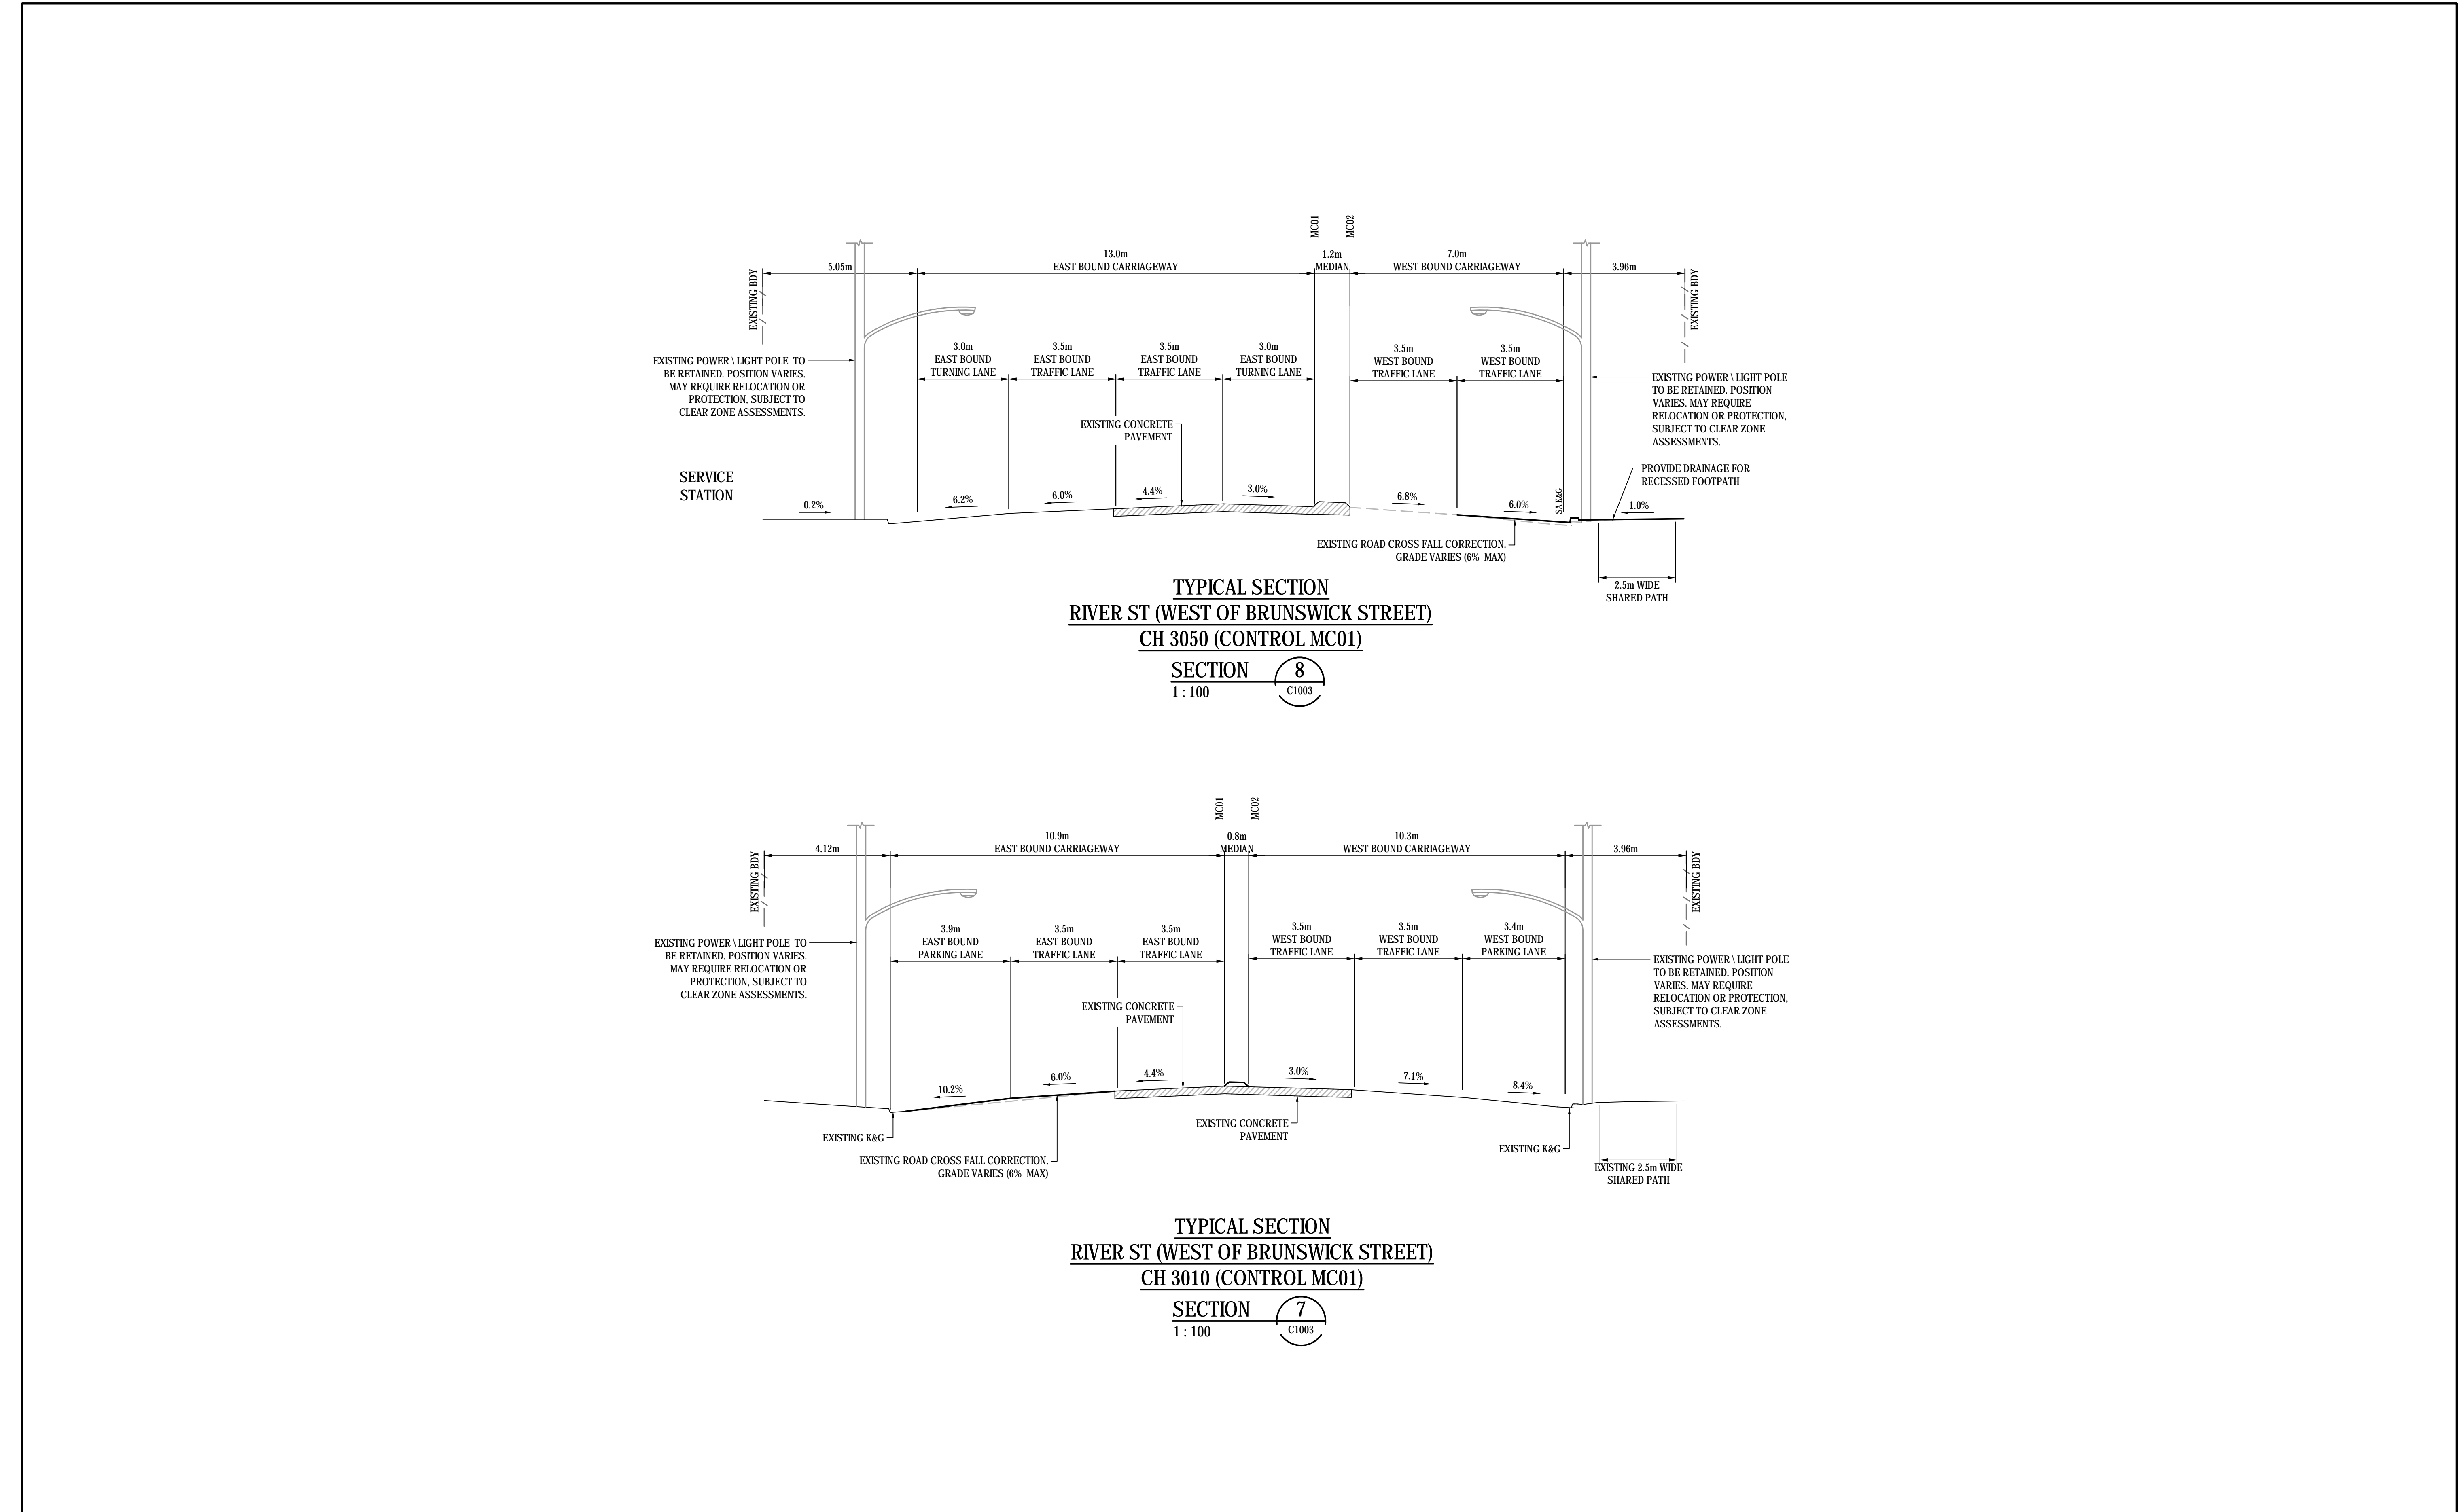 MC01
MC02
13.0m
EAST BOUND CARRIAGEWAY
1.2m
MEDIAN
7.0m
WEST BOUND CARRIAGEWAY
5.05m
3.96m
EXISTING BDY
EXISTING BDY
3.0m
EAST BOUND
TURNING LANE
3.5m
EAST BOUND
TRAFFIC LANE
3.5m
EAST BOUND
TRAFFIC LANE
3.0m
EAST BOUND
TURNING LANE
3.5m
WEST BOUND
TRAFFIC LANE
3.5m
WEST BOUND
TRAFFIC LANE
EXISTING POWER \ LIGHT POLE TO
BE RETAINED. POSITION VARIES.
MAY REQUIRE RELOCATION OR
PROTECTION, SUBJECT TO
CLEAR ZONE ASSESSMENTS.
EXISTING POWER \ LIGHT POLE
TO BE RETAINED. POSITION
VARIES. MAY REQUIRE
RELOCATION OR PROTECTION,
SUBJECT TO CLEAR ZONE
ASSESSMENTS.
EXISTING CONCRETE
PAVEMENT
SERVICE
STATION
PROVIDE DRAINAGE FOR
RECESSED FOOTPATH
0.2%
6.2%
6.0%
4.4%
3.0%
6.8%
6.0%
SA K&G
1.0%
EXISTING ROAD CROSS FALL CORRECTION.
GRADE VARIES (6% MAX)
2.5m WIDE
SHARED PATH
TYPICAL SECTION
RIVER ST (WEST OF BRUNSWICK STREET)
CH 3050 (CONTROL MC01)
SECTION 8
1 : 100 C1003
MC01
MC02
10.9m
EAST BOUND CARRIAGEWAY
0.8m
MEDIAN
10.3m
WEST BOUND CARRIAGEWAY
4.12m
3.96m
EXISTING BDY
EXISTING BDY
3.9m
EAST BOUND
PARKING LANE
3.5m
EAST BOUND
TRAFFIC LANE
3.5m
EAST BOUND
TRAFFIC LANE
3.5m
WEST BOUND
TRAFFIC LANE
3.5m
WEST BOUND
TRAFFIC LANE
3.4m
WEST BOUND
PARKING LANE
EXISTING POWER \ LIGHT POLE TO
BE RETAINED. POSITION VARIES.
MAY REQUIRE RELOCATION OR
PROTECTION, SUBJECT TO
CLEAR ZONE ASSESSMENTS.
EXISTING POWER \ LIGHT POLE
TO BE RETAINED. POSITION
VARIES. MAY REQUIRE
RELOCATION OR PROTECTION,
SUBJECT TO CLEAR ZONE
ASSESSMENTS.
EXISTING CONCRETE
PAVEMENT
10.2%
6.0%
4.4%
3.0%
7.1%
8.4%
EXISTING K&G
EXISTING CONCRETE
PAVEMENT
EXISTING K&G
EXISTING ROAD CROSS FALL CORRECTION.
GRADE VARIES (6% MAX)
EXISTING 2.5m WIDE
SHARED PATH
TYPICAL SECTION
RIVER ST (WEST OF BRUNSWICK STREET)
CH 3010 (CONTROL MC01)
SECTION 7
1 : 100 C1003